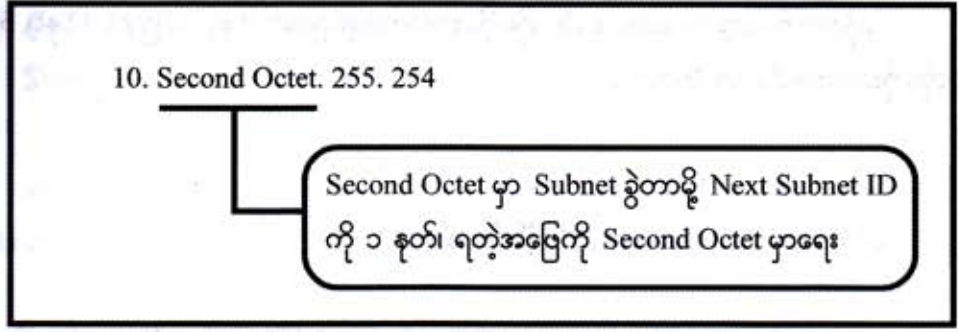 10. Second Octet. 255. 254
Second Octet မှာ Subnet ခွဲတာမို့ Next Subnet ID
ကို ၁ နုတ်၊ ရတဲ့အဖြေကို Second Octet မှာရေး